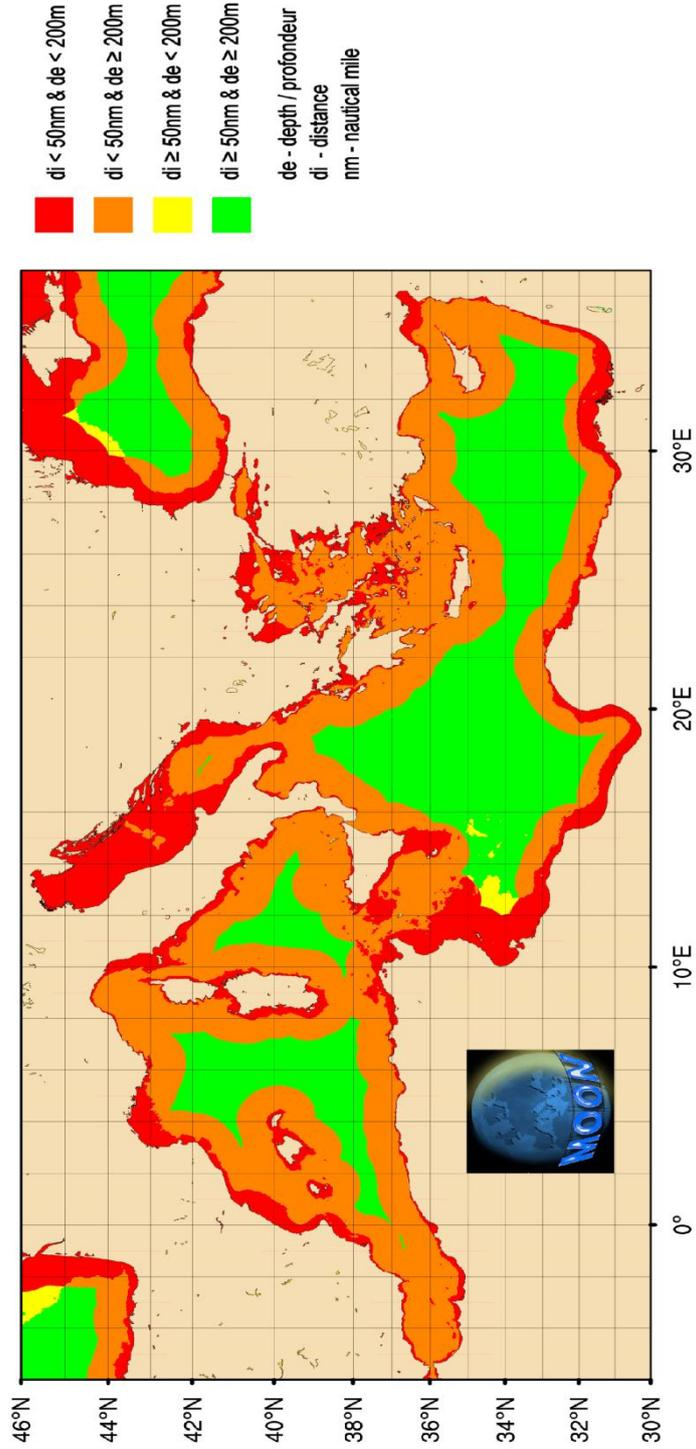 di < 50nm & de < 200m
di < 50nm & de ≥ 200m
di ≥ 50nm & de < 200m
di ≥ 50nm & de ≥ 200m
de - depth / profondeur
di - distance
nm - nautical mile
46°N
44°N
42°N
40°N
38°N
36°N
34°N
32°N
30°N
0°
10°E
20°E
30°E
MOON